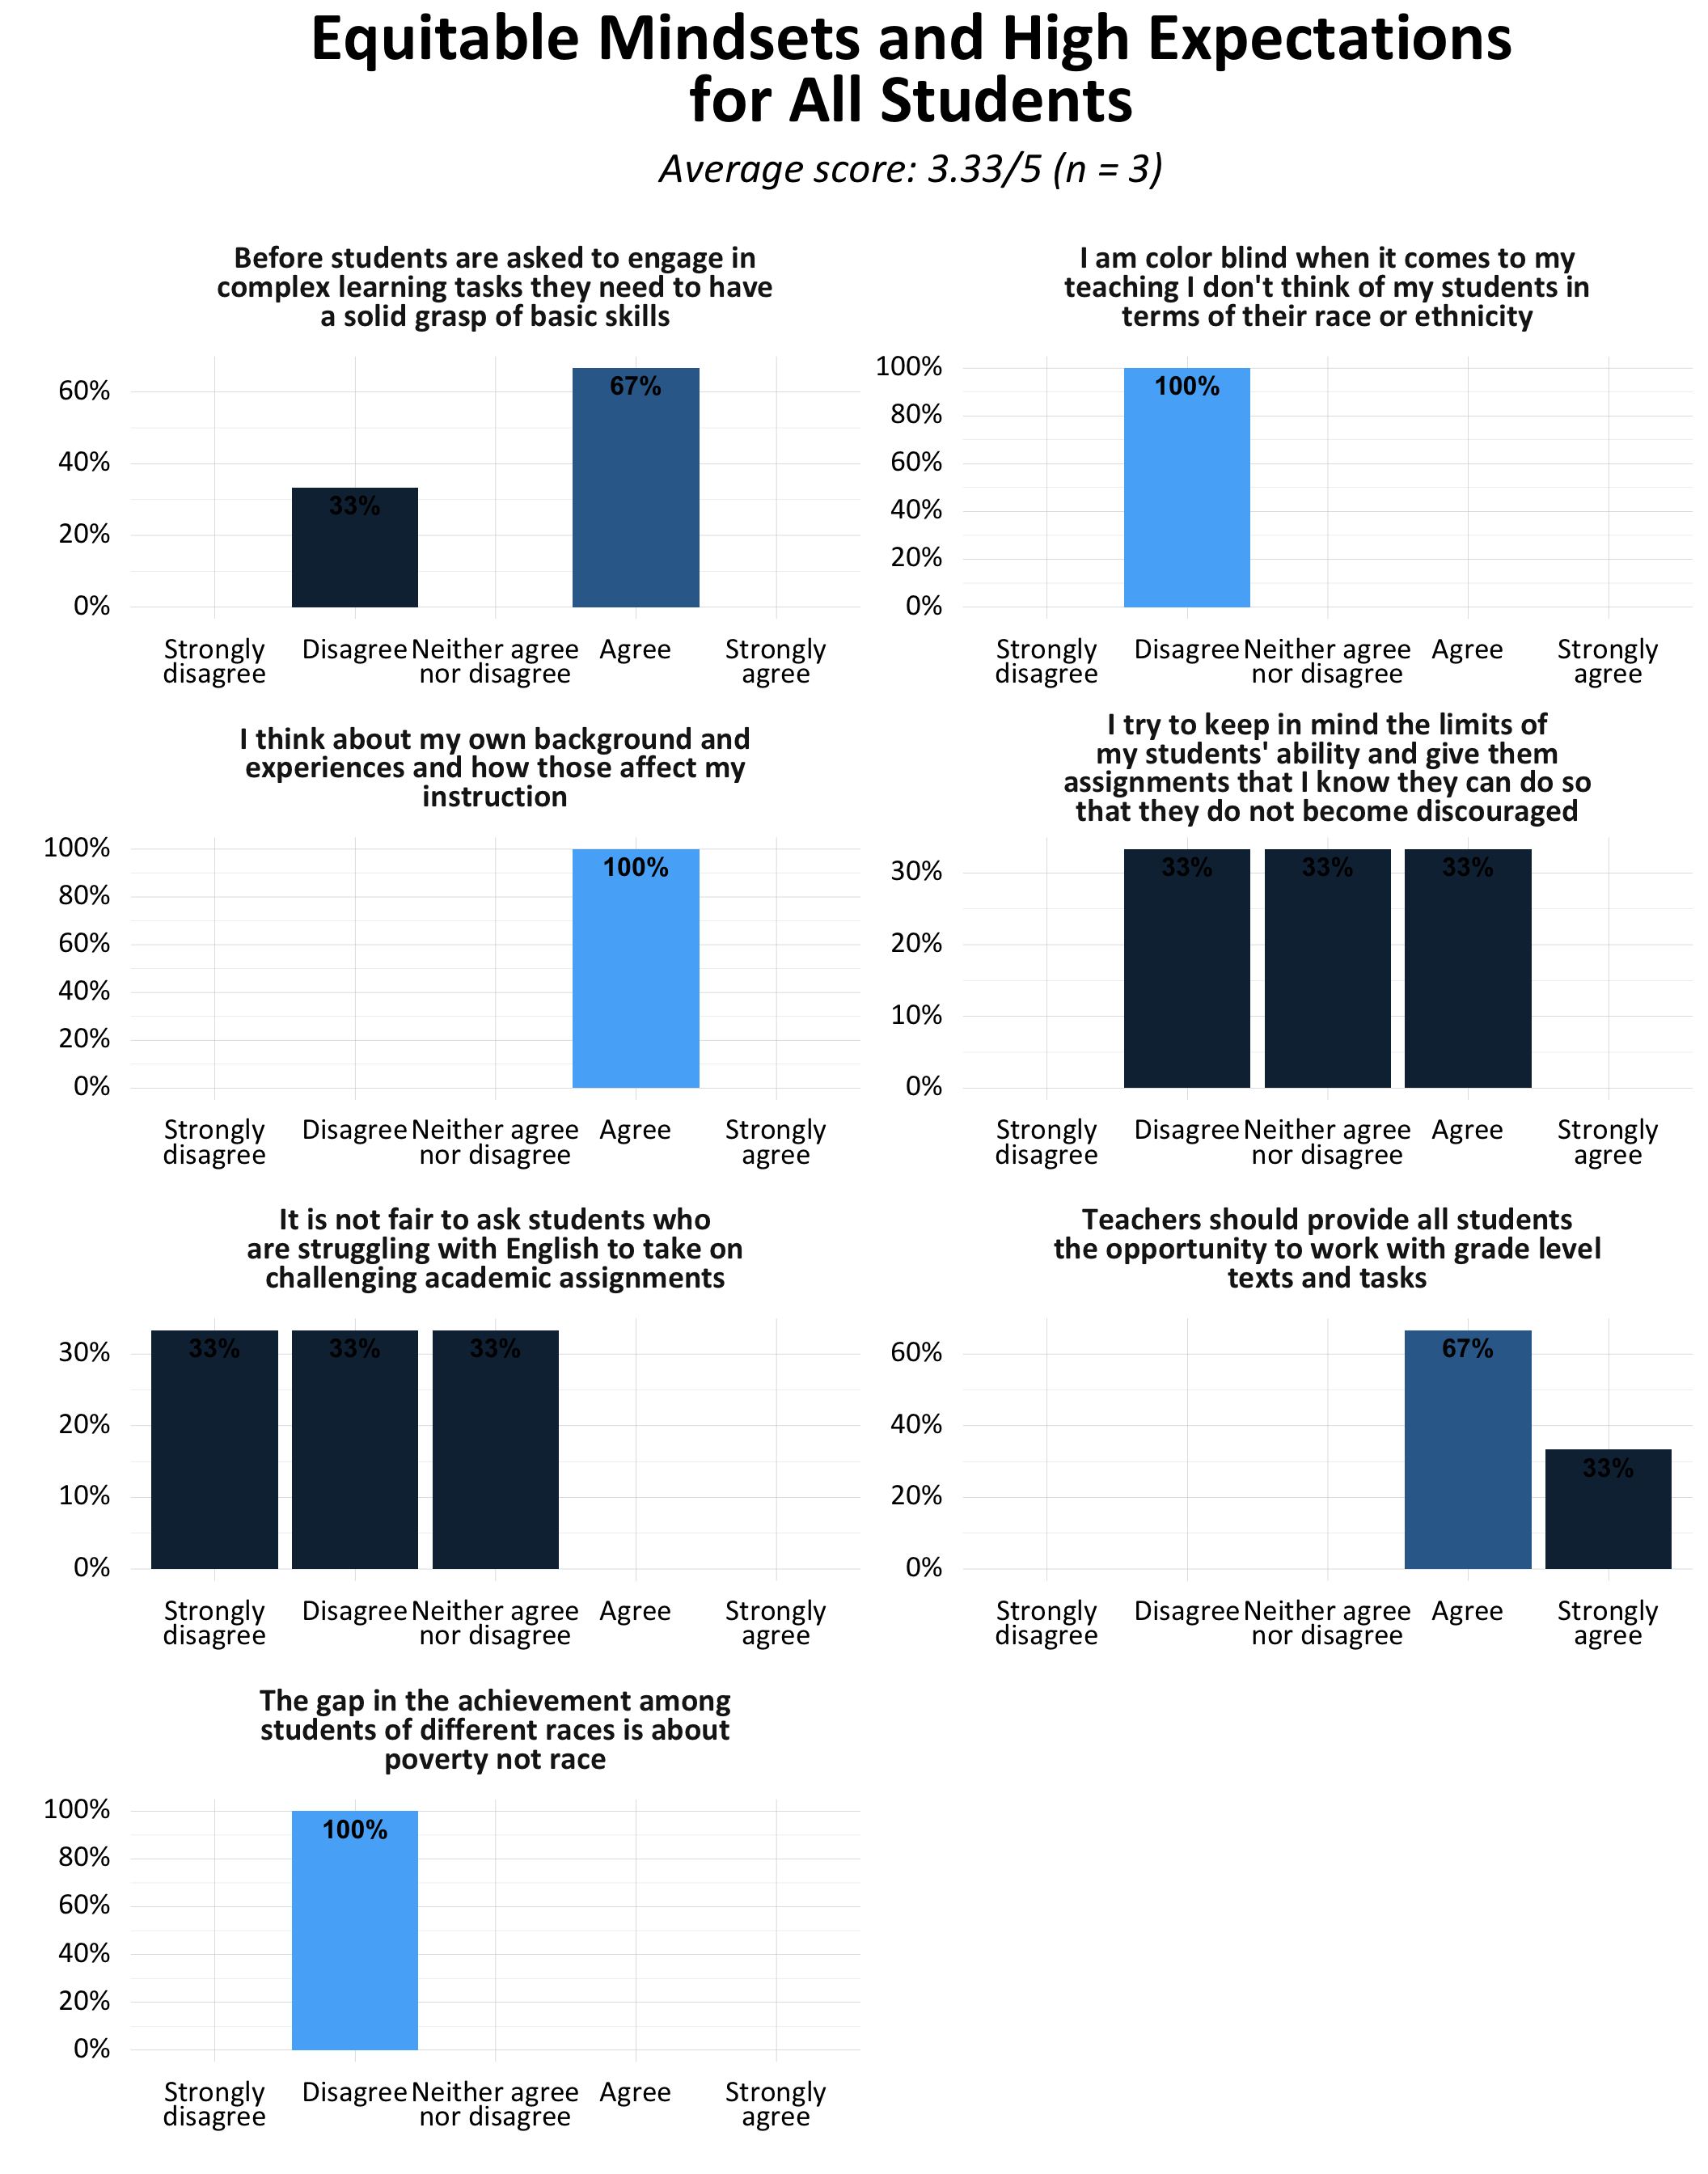 Equitable Mindsets and High Expectations
for All Students
Average score: 3.33/5 (n = 3)
Before students are asked to engage in
complex learning tasks they need to have
a solid grasp of basic skills
60%
40%
20%
0%
67%
33%
Strongly disagree
Disagree
Neither agree nor disagree
Agree
Strongly agree
I am color blind when it comes to my
teaching I don't think of my students in
terms of their race or ethnicity
100%
80%
60%
40%
20%
0%
100%
Strongly disagree
Disagree
Neither agree nor disagree
Agree
Strongly agree
I think about my own background and
experiences and how those affect my
instruction
100%
80%
60%
40%
20%
0%
100%
Strongly disagree
Disagree
Neither agree nor disagree
Agree
Strongly agree
I try to keep in mind the limits of
my students' ability and give them
assignments that I know they can do so
that they do not become discouraged
30%
20%
10%
0%
33%
33%
33%
Strongly disagree
Disagree
Neither agree nor disagree
Agree
Strongly agree
It is not fair to ask students who
are struggling with English to take on
challenging academic assignments
30%
20%
10%
0%
33%
33%
33%
Strongly disagree
Disagree
Neither agree nor disagree
Agree
Strongly agree
Teachers should provide all students
the opportunity to work with grade level
texts and tasks
60%
40%
20%
0%
67%
33%
Strongly disagree
Disagree
Neither agree nor disagree
Agree
Strongly agree
The gap in the achievement among
students of different races is about
poverty not race
100%
80%
60%
40%
20%
0%
100%
Strongly disagree
Disagree
Neither agree nor disagree
Agree
Strongly agree